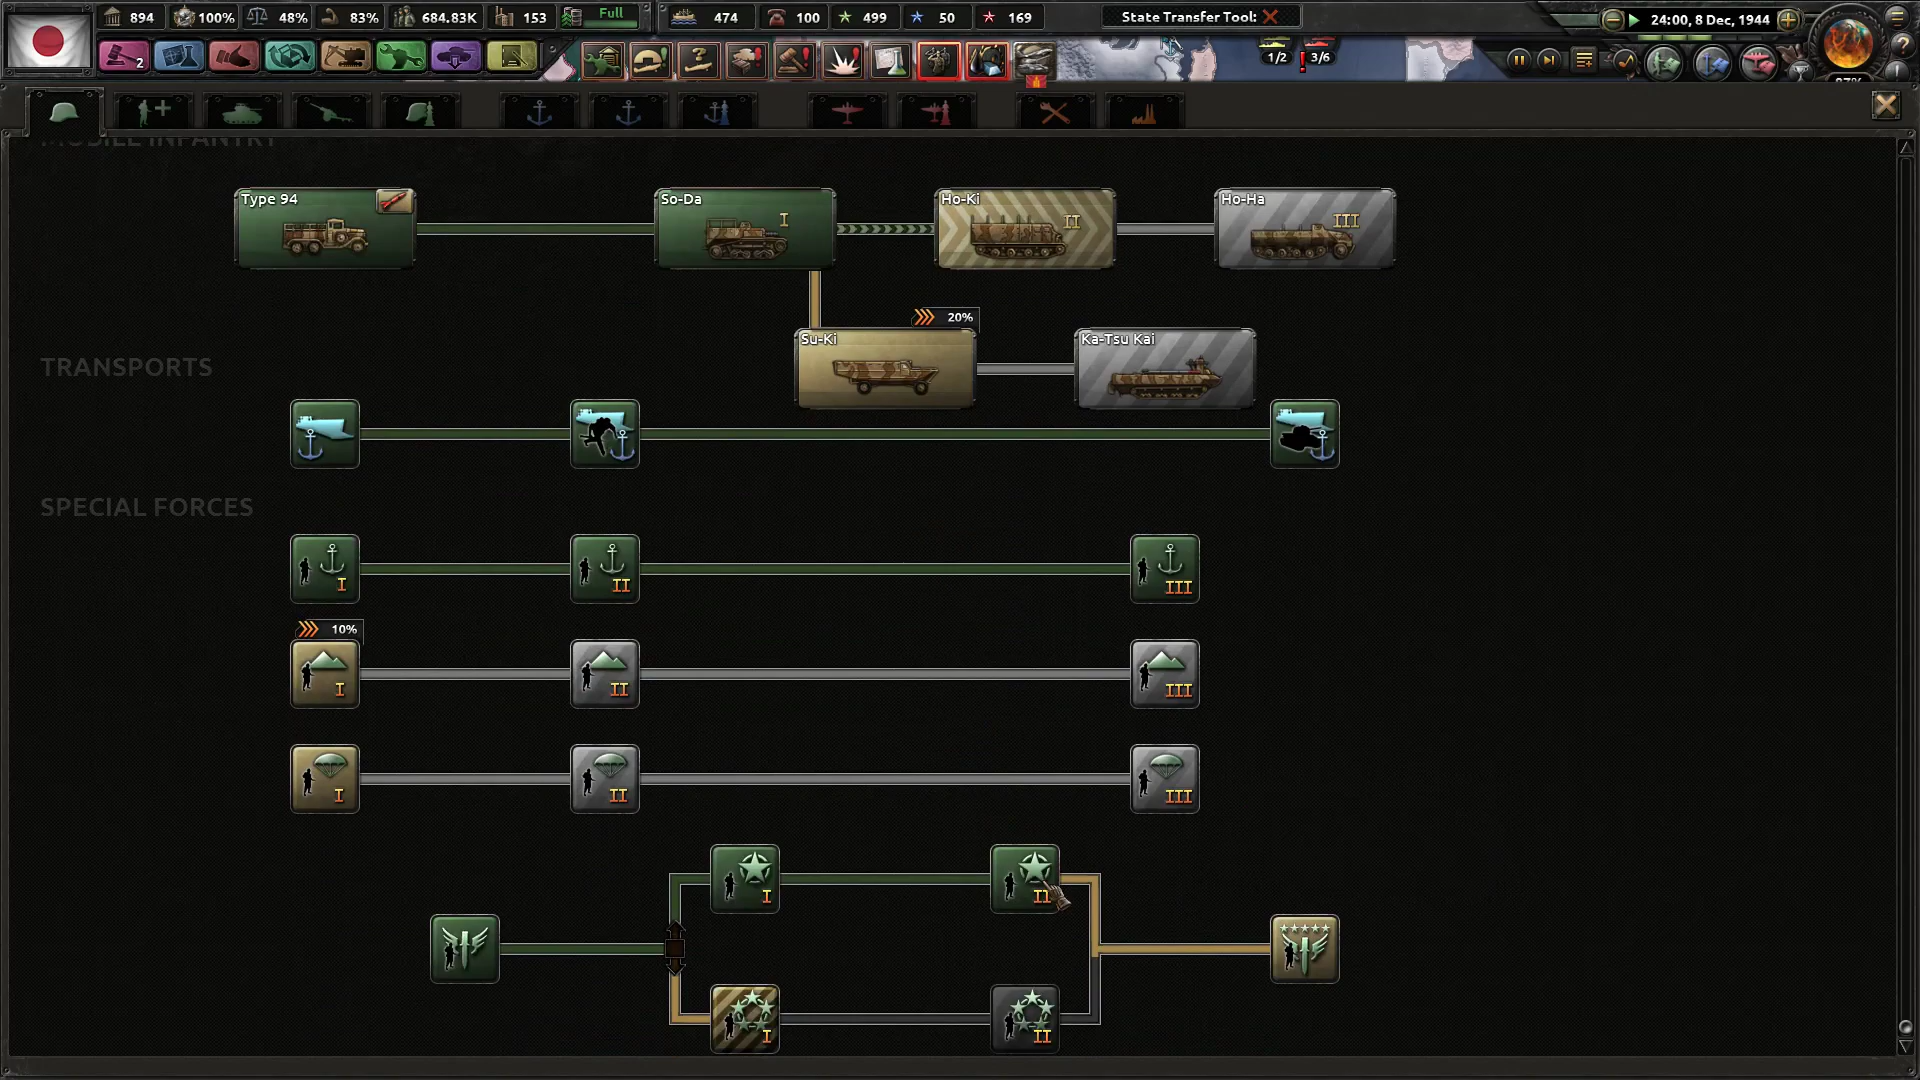 894
100%
48%
83%
684.83K
153
Full
474
100
499
50
169
State Transfer Tool:
24:00, 8 Dec, 1944
2
1/2
3/6
MOBILE INFANTRY
Type 94
So-Da
I
Ho-Ki
II
Ho-Ha
III
20%
Su-Ki
Ka-Tsu Kai
TRANSPORTS
SPECIAL FORCES
I
II
III
10%
I
II
III
I
II
III
I
II
I
II